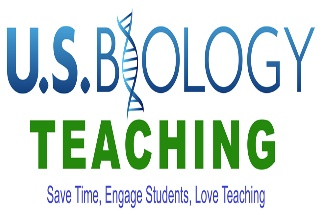 U.S.BIOLOGY
TEACHING
Save Time, Engage Students, Love Teaching